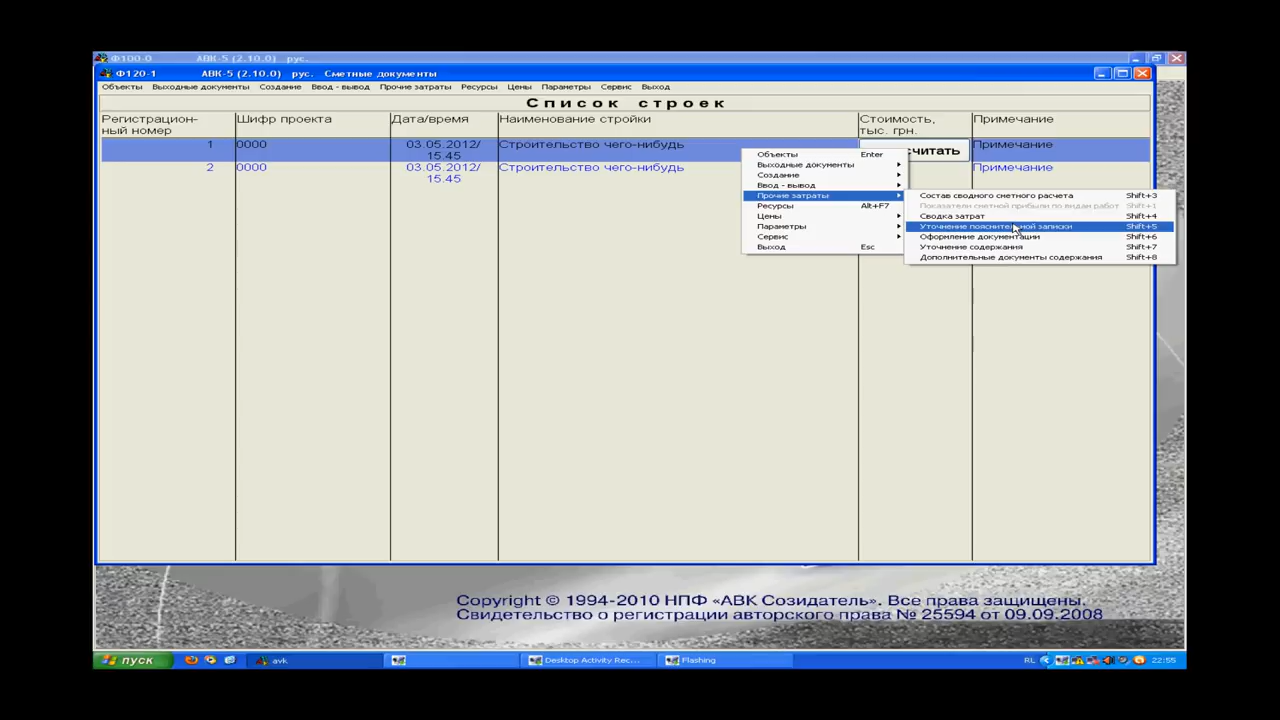 Ф100-0 АВК-5 (2.10.0) рус.
Ф120-1 АВК-5 (2.10.0) рус. Сметные документы
Объекты Выходные документы Создание Ввод - вывод Прочие затраты Ресурсы Цены Параметры Сервис Выход
Список строек
Регистрацион-
ный номер
Шифр проекта
Дата/время
Наименование стройки
Стоимость,
тыс. грн.
Примечание
1 0000 03.05.2012/
15.45
Строительство чего-нибудь
считать
Примечание
2 0000 03.05.2012/
15.45
Строительство чего-нибудь
Примечание
Объекты Enter
Выходные документы
Создание
Ввод - вывод
Прочие затраты
Ресурсы Alt+F7
Цены
Параметры
Сервис
Выход Esc
Состав сводного сметного расчета Shift+3
Показатели сметной прибыли по видам работ Shift+1
Сводка затрат Shift+4
Уточнение пояснительной записки Shift+5
Оформление документации Shift+6
Уточнение содержания Shift+7
Дополнительные документы содержания Shift+8
Copyright © 1994-2010 НПФ «АВК Созидатель». Все права защищены.
Свидетельство о регистрации авторского права № 25594 от 09.09.2008
пуск avk Desktop Activity Rec... Flashing RL 22:55